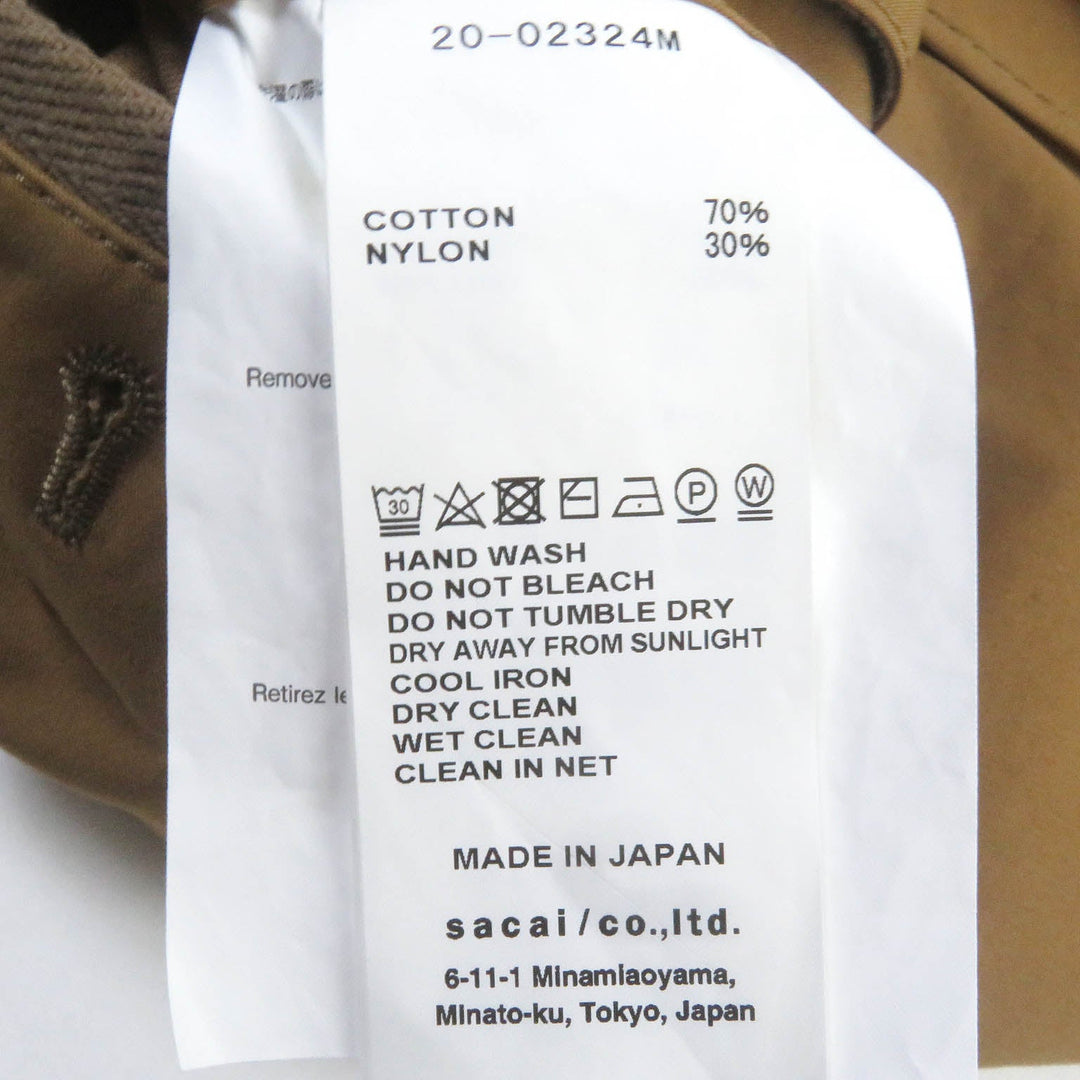 20-02324M
COTTON 70%
NYLON 30%
Remove
30
P
W
HAND WASH
DO NOT BLEACH
DO NOT TUMBLE DRY
DRY AWAY FROM SUNLIGHT
COOL IRON
Retirez
DRY CLEAN
WET CLEAN
CLEAN IN NET
MADE IN JAPAN
sacai/co.,ltd.
6-11-1 Minamiaoyama,
Minato-ku, Tokyo, Japan